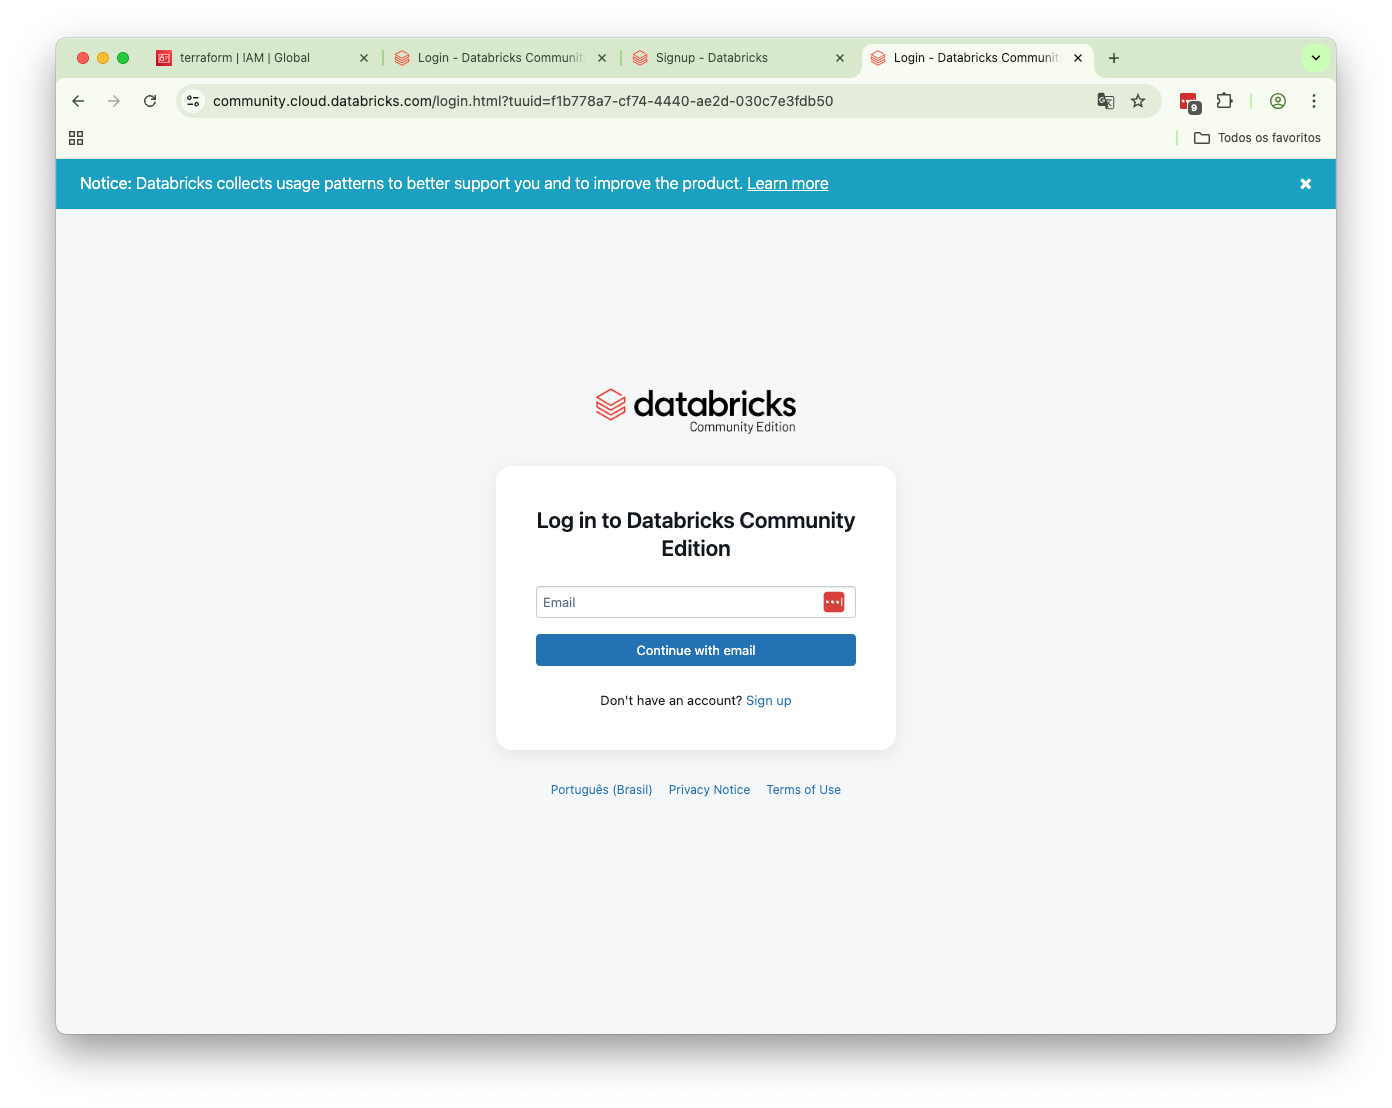 terraform | IAM | Global
Login - Databricks Communit
Signup - Databricks
Login - Databricks Communit
community.cloud.databricks.com/login.html?tuuid=f1b778a7-cf74-4440-ae2d-030c7e3fdb50
9
Todos os favoritos
Notice: Databricks collects usage patterns to better support you and to improve the product. Learn more
databricks
Community Edition
Log in to Databricks Community
Edition
Email
Continue with email
Don't have an account? Sign up
Português (Brasil) Privacy Notice Terms of Use